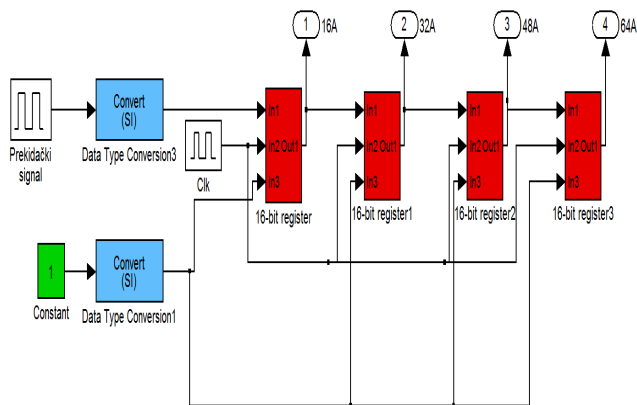 1
16A
2
32A
3
48A
4
64A
Prekidački
signal
Convert
(SI)
Data Type Conversion3
Clk
In1
In2 Out1
In3
16-bit register
In1
In2 Out1
In3
16-bit register1
In1
In2 Out1
In3
16-bit register2
In1
In2 Out1
In3
16-bit register3
1
Constant
Convert
(SI)
Data Type Conversion1